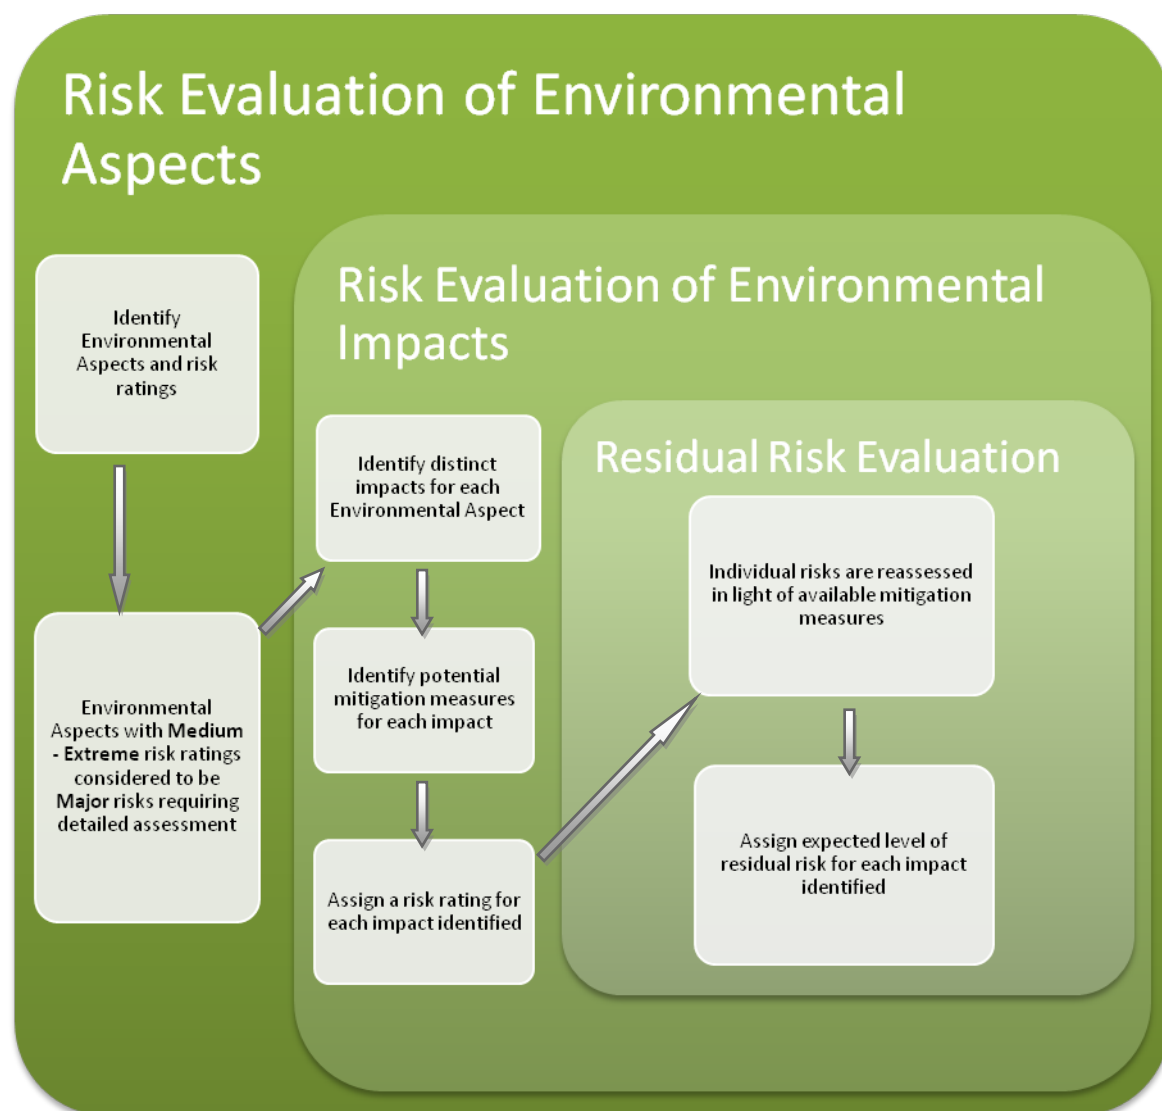 Risk Evaluation of Environmental
Aspects
Identify
Environmental
Aspects and risk
ratings
Environmental
Aspects with Medium
- Extreme risk ratings
considered to be
Major risks requiring
detailed assessment
Risk Evaluation of Environmental
Impacts
Identify distinct
impacts for each
Environmental Aspect
Identify potential
mitigation measures
for each impact
Assign a risk rating for
each impact identified
Residual Risk Evaluation
Individual risks are reassessed
in light of available mitigation
measures
Assign expected level of
residual risk for each impact
identified